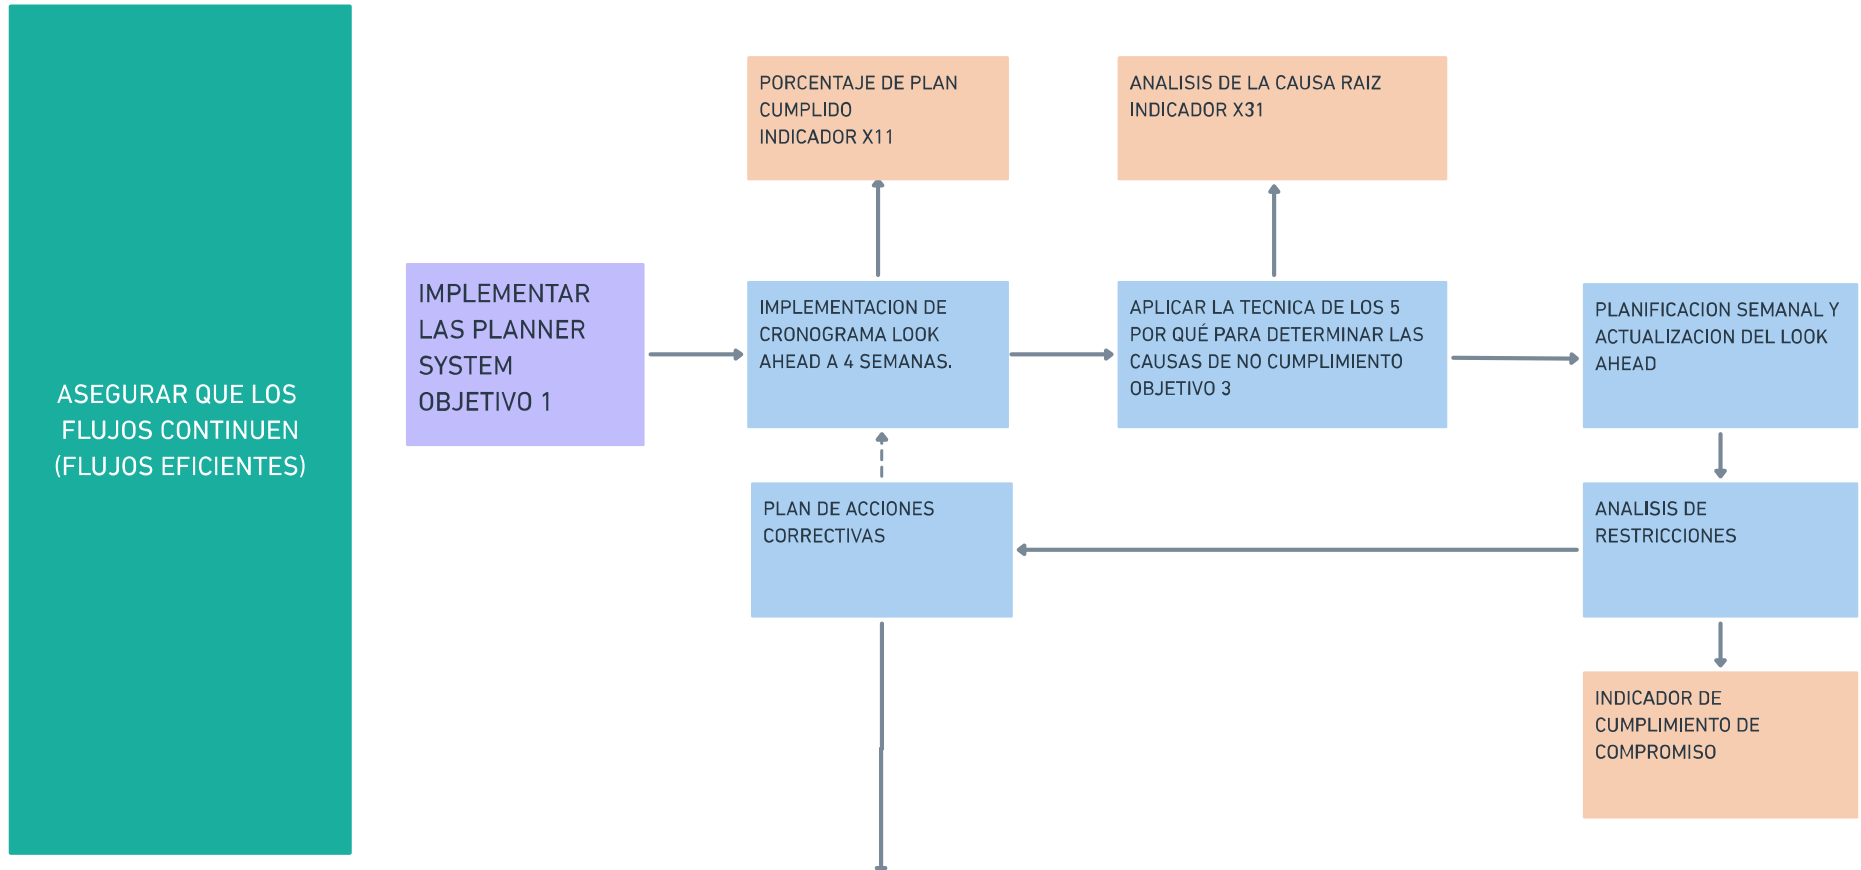 ASEGURAR QUE LOS
FLUJOS CONTINUEN
(FLUJOS EFICIENTES)
PORCENTAJE DE PLAN
CUMPLIDO
INDICADOR X11
ANALISIS DE LA CAUSA RAIZ
INDICADOR X31
IMPLEMENTAR
LAS PLANNER
SYSTEM
OBJETIVO 1
IMPLEMENTACION DE
CRONOGRAMA LOOK
AHEAD A 4 SEMANAS.
APLICAR LA TECNICA DE LOS 5
POR QUÉ PARA DETERMINAR LAS
CAUSAS DE NO CUMPLIMIENTO
OBJETIVO 3
PLANIFICACION SEMANAL Y
ACTUALIZACION DEL LOOK
AHEAD
PLAN DE ACCIONES
CORRECTIVAS
ANALISIS DE
RESTRICCIONES
INDICADOR DE
CUMPLIMIENTO DE
COMPROMISO